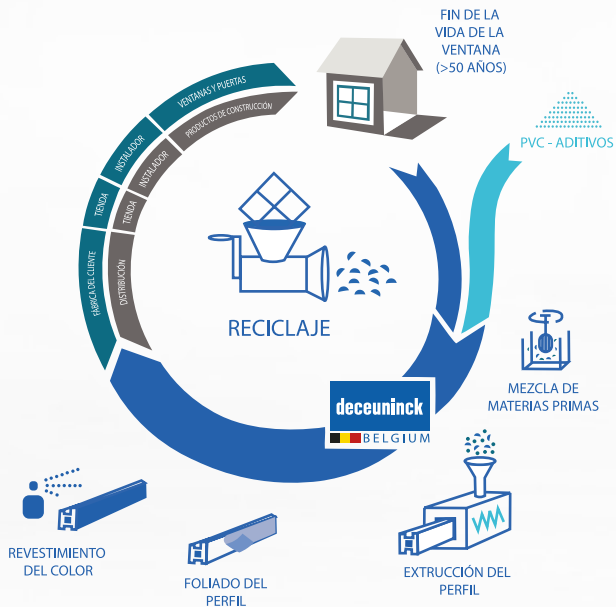 FIN DE LA
VIDA DE LA
VENTANA
(>50 AÑOS)
PVC - ADITIVOS
VENTANAS Y PUERTAS
INSTALADOR
TIENDA
FÁBRICA DEL CLIENTE
PRODUCTOS DE CONSTRUCCIÓN
INSTALADOR
TIENDA
DISTRIBUCIÓN
RECICLAJE
MEZCLA DE
MATERIAS PRIMAS
deceuninck
BELGIUM
REVESTIMIENTO
DEL COLOR
FOLIADO DEL
PERFIL
EXTRUCCIÓN DEL
PERFIL